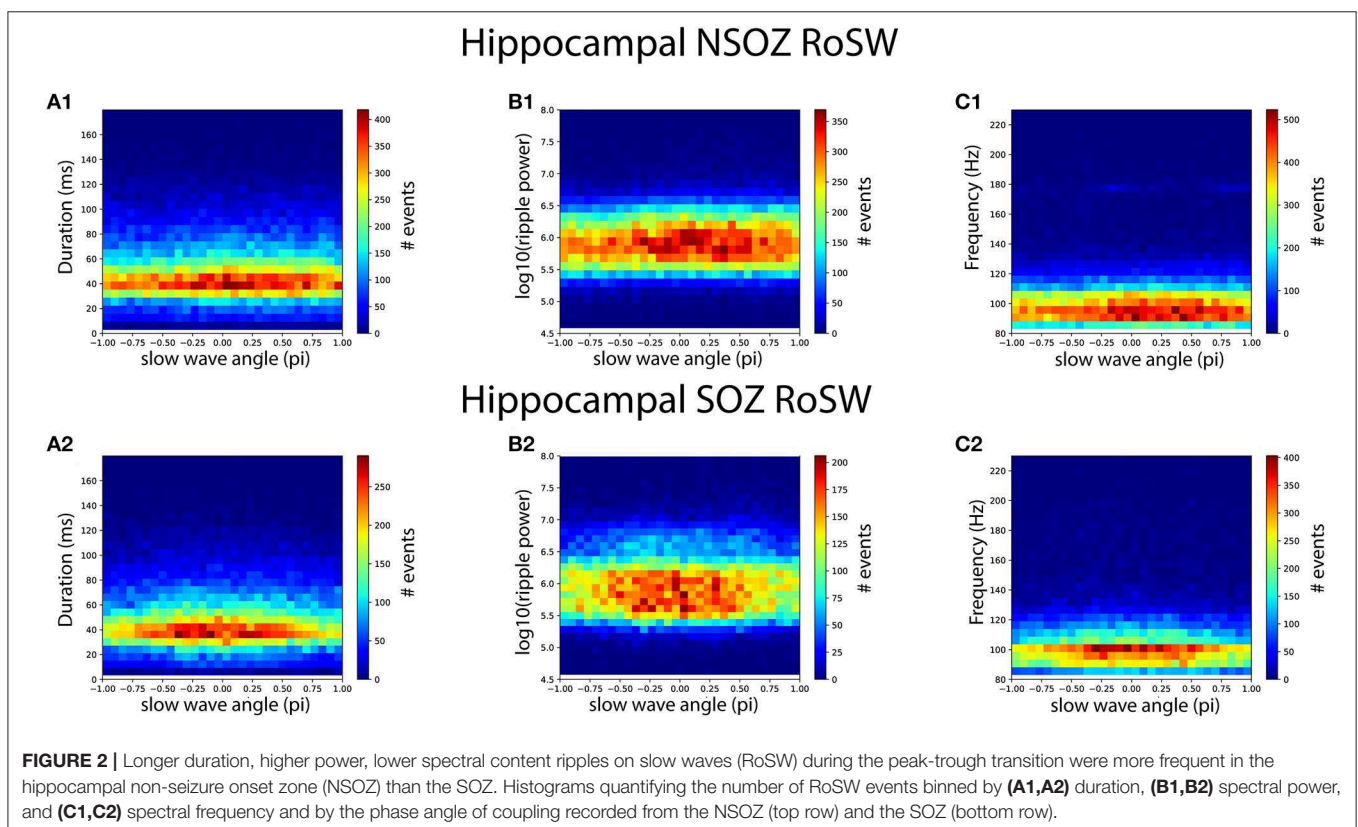 Hippocampal NSOZ RoSW
A1
Duration (ms)
160
140
120
100
80
60
40
20
0
−1.00 −0.75 −0.50 −0.25 0.00 0.25 0.50 0.75 1.00
slow wave angle (pi)
400
350
300
250
200
150
100
50
0
# events
B1
log10(ripple power)
8.0
7.5
7.0
6.5
6.0
5.5
5.0
4.5
−1.00 −0.75 −0.50 −0.25 0.00 0.25 0.50 0.75 1.00
slow wave angle (pi)
350
300
250
200
150
100
50
0
# events
C1
Frequency (Hz)
220
200
180
160
140
120
100
80
−1.00 −0.75 −0.50 −0.25 0.00 0.25 0.50 0.75 1.00
slow wave angle (pi)
500
400
300
200
100
0
# events
Hippocampal SOZ RoSW
A2
Duration (ms)
160
140
120
100
80
60
40
20
0
−1.00 −0.75 −0.50 −0.25 0.00 0.25 0.50 0.75 1.00
slow wave angle (pi)
250
200
150
100
50
0
# events
B2
log10(ripple power)
8.0
7.5
7.0
6.5
6.0
5.5
5.0
4.5
−1.00 −0.75 −0.50 −0.25 0.00 0.25 0.50 0.75 1.00
slow wave angle (pi)
200
175
150
125
100
75
50
25
0
# events
C2
Frequency (Hz)
220
200
180
160
140
120
100
80
−1.00 −0.75 −0.50 −0.25 0.00 0.25 0.50 0.75 1.00
slow wave angle (pi)
400
350
300
250
200
150
100
50
0
# events
FIGURE 2 | Longer duration, higher power, lower spectral content ripples on slow waves (RoSW) during the peak-trough transition were more frequent in the
hippocampal non-seizure onset zone (NSOZ) than the SOZ. Histograms quantifying the number of RoSW events binned by (A1,A2) duration, (B1,B2) spectral power,
and (C1,C2) spectral frequency and by the phase angle of coupling recorded from the NSOZ (top row) and the SOZ (bottom row).